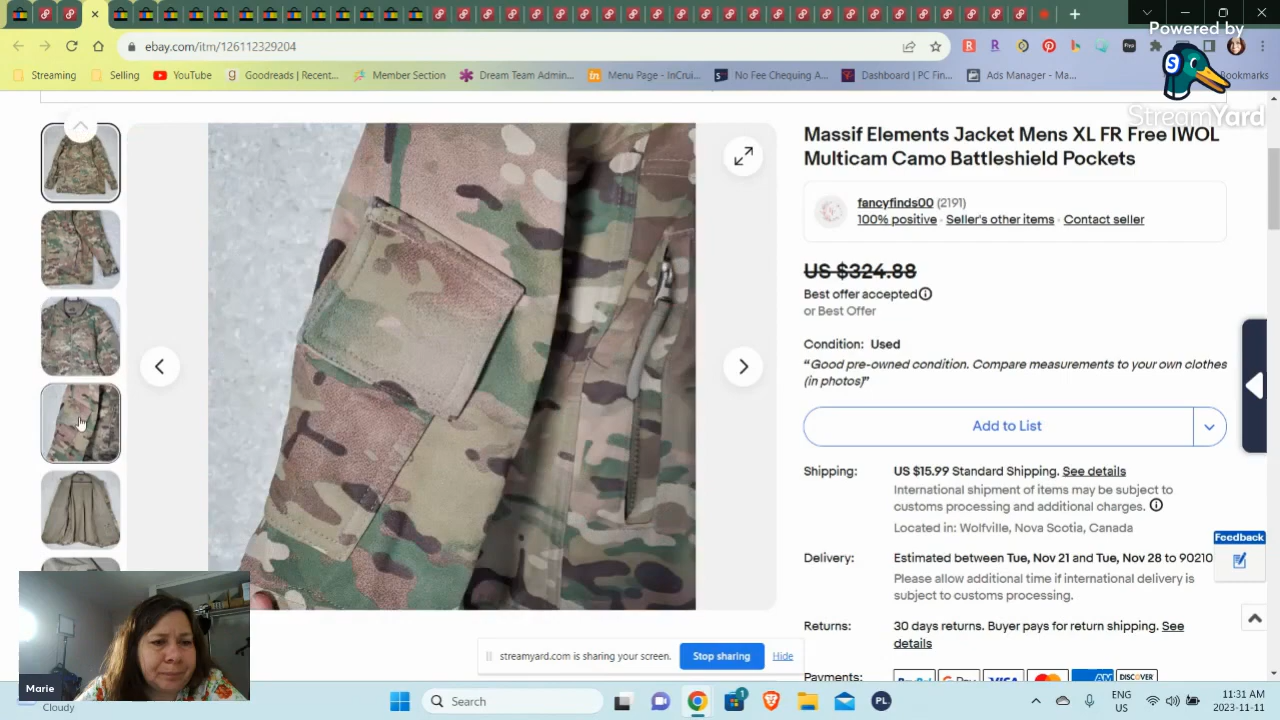 ebay.com/itm/126112329204
Powered by
StreamYard
Streaming
Selling
YouTube
Goodreads | Recent...
Member Section
Dream Team Admin...
Menu Page - InCrui...
No Fee Chequing A...
Dashboard | PC Fin...
Ads Manager - Ma...
Bookmarks
Massif Elements Jacket Mens XL FR Free IWOL
Multicam Camo Battleshield Pockets
fancyfinds00 (2191)
100% positive · Seller's other items · Contact seller
US $324.88
Best offer accepted
or Best Offer
Condition: Used
“Good pre-owned condition. Compare measurements to your own clothes
(in photos)”
Add to List
Shipping: US $15.99 Standard Shipping. See details
International shipment of items may be subject to
customs processing and additional charges.
Located in: Wolfville, Nova Scotia, Canada
Feedback
Delivery: Estimated between Tue, Nov 21 and Tue, Nov 28 to 90210
Please allow additional time if international delivery is
subject to customs processing.
Returns: 30 days returns. Buyer pays for return shipping. See
details
streamyard.com is sharing your screen.
Stop sharing
Hide
Payments: PayPal G Pay VISA AM DISCOVER
Marie
Cloudy
Search
PL
ENG
US
11:31 AM
2023-11-11